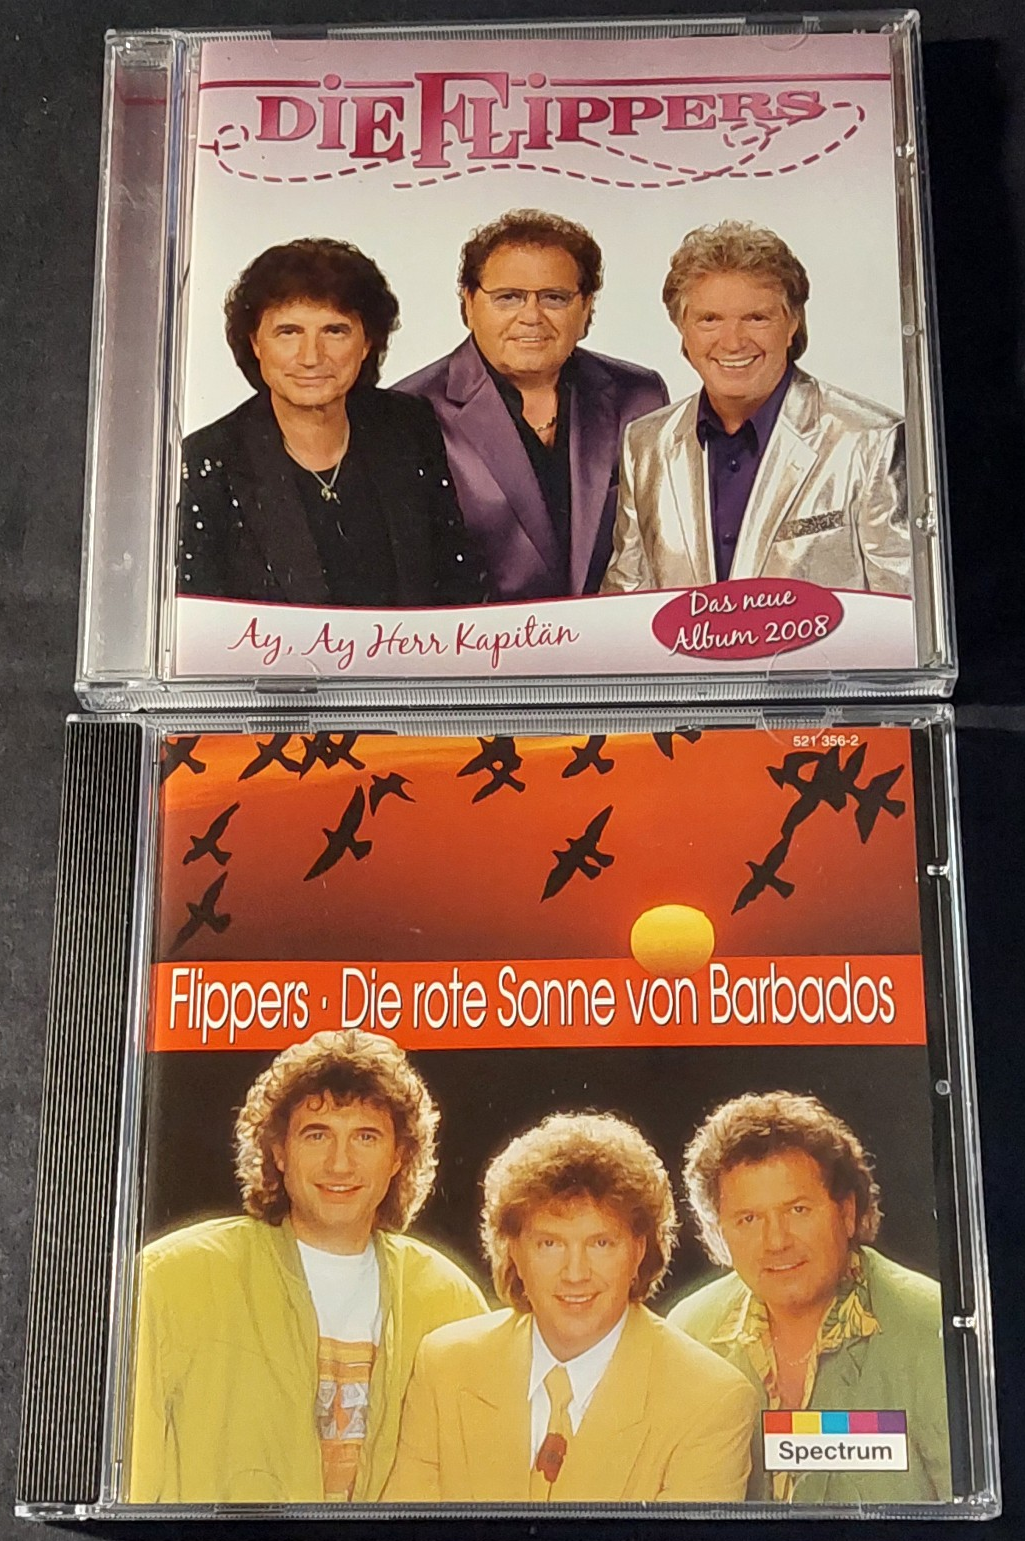 DiE FLiPPERS
Ay, Ay Herr Kapitän
Das neue
Album 2008
521 356-2
Flippers · Die rote Sonne von Barbados
Spectrum